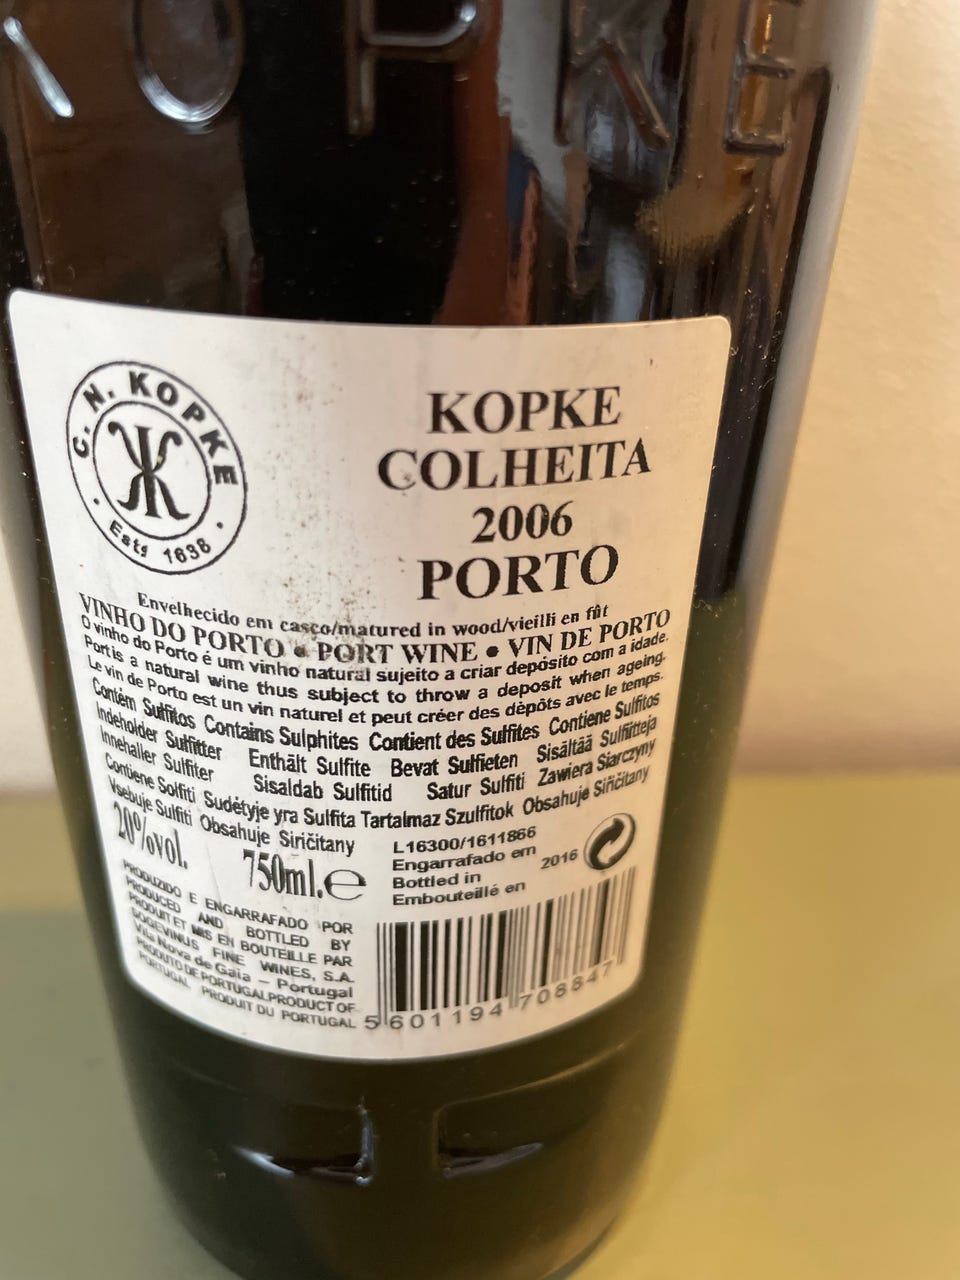 KOPKE
C. N. KOPKE
Estd 1638
KOPKE
COLHEITA
2006
PORTO
Envelhecido em casco/matured in wood/vieilli en fût
VINHO DO PORTO • PORT WINE • VIN DE PORTO
O vinho do Porto é um vinho natural sujeito a criar depósito com a idade.
Port is a natural wine thus subject to throw a deposit when ageing.
Le vin de Porto est un vin naturel et peut créer des dépôts avec le temps.
Contém Sulfitos Contains Sulphites Contient des Sulfites Contiene Sulfitos
Indeholder Sulfitter Enthält Sulfite Bevat Sulfieten Sisältää Sulfiitteja
Innehaller Sulfiter Sisaldab Sulfitid Satur Sulfiti Zawiera Siarczyny
Contiene Solfiti Sudėtyje yra Sulfita Tartalmaz Szulfitok Obsahuje Siřičitany
Vsebuje Sulfiti Obsahuje Siričitany
20%vol.
750ml.e
L16300/1611866
Engarrafado em
Bottled in 2016
Embouteillé en
PRODUZIDO E ENGARRAFADO POR
PRODUCED AND BOTTLED BY
PRODUIT ET MIS EN BOUTEILLE PAR
SOGEVINUS FINE WINES, S.A.
Vila Nova de Gaia – Portugal
PRODUTO DE PORTUGAL PRODUCT OF
PORTUGAL PRODUIT DU PORTUGAL
5601194708847